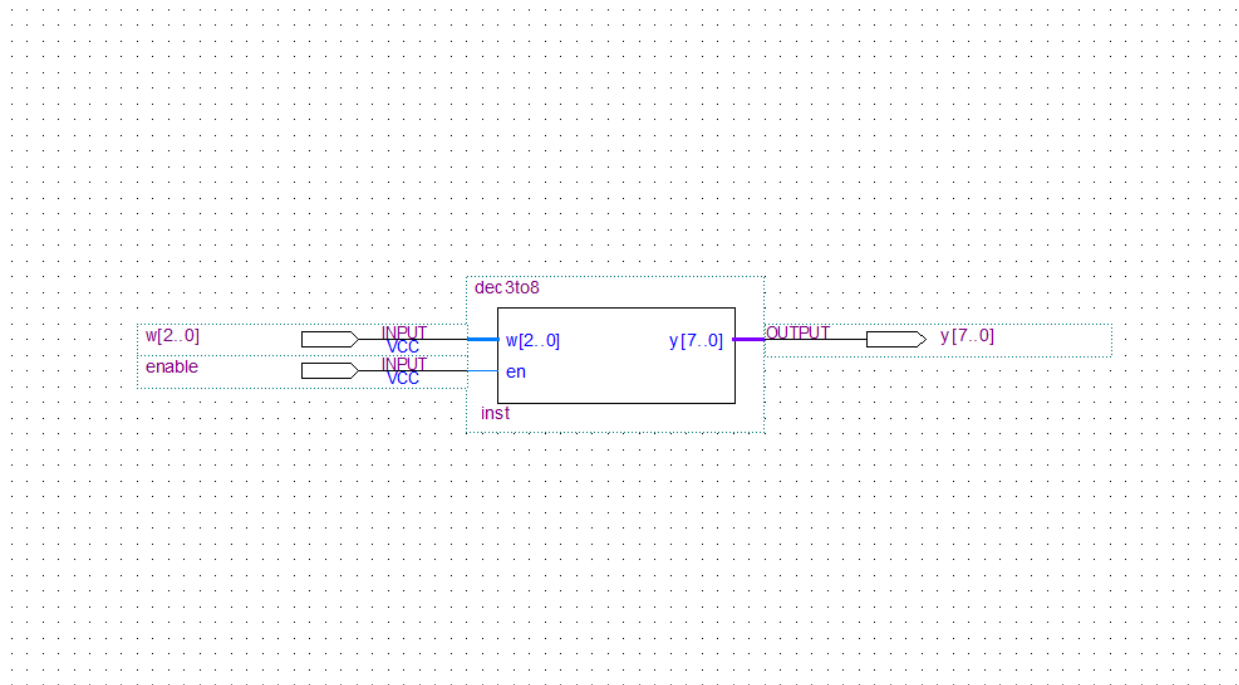 dec3to8
w[2..0]
INPUT
VCC
w[2..0]
y[7..0]
OUTPUT
y[7..0]
enable
INPUT
VCC
en
inst